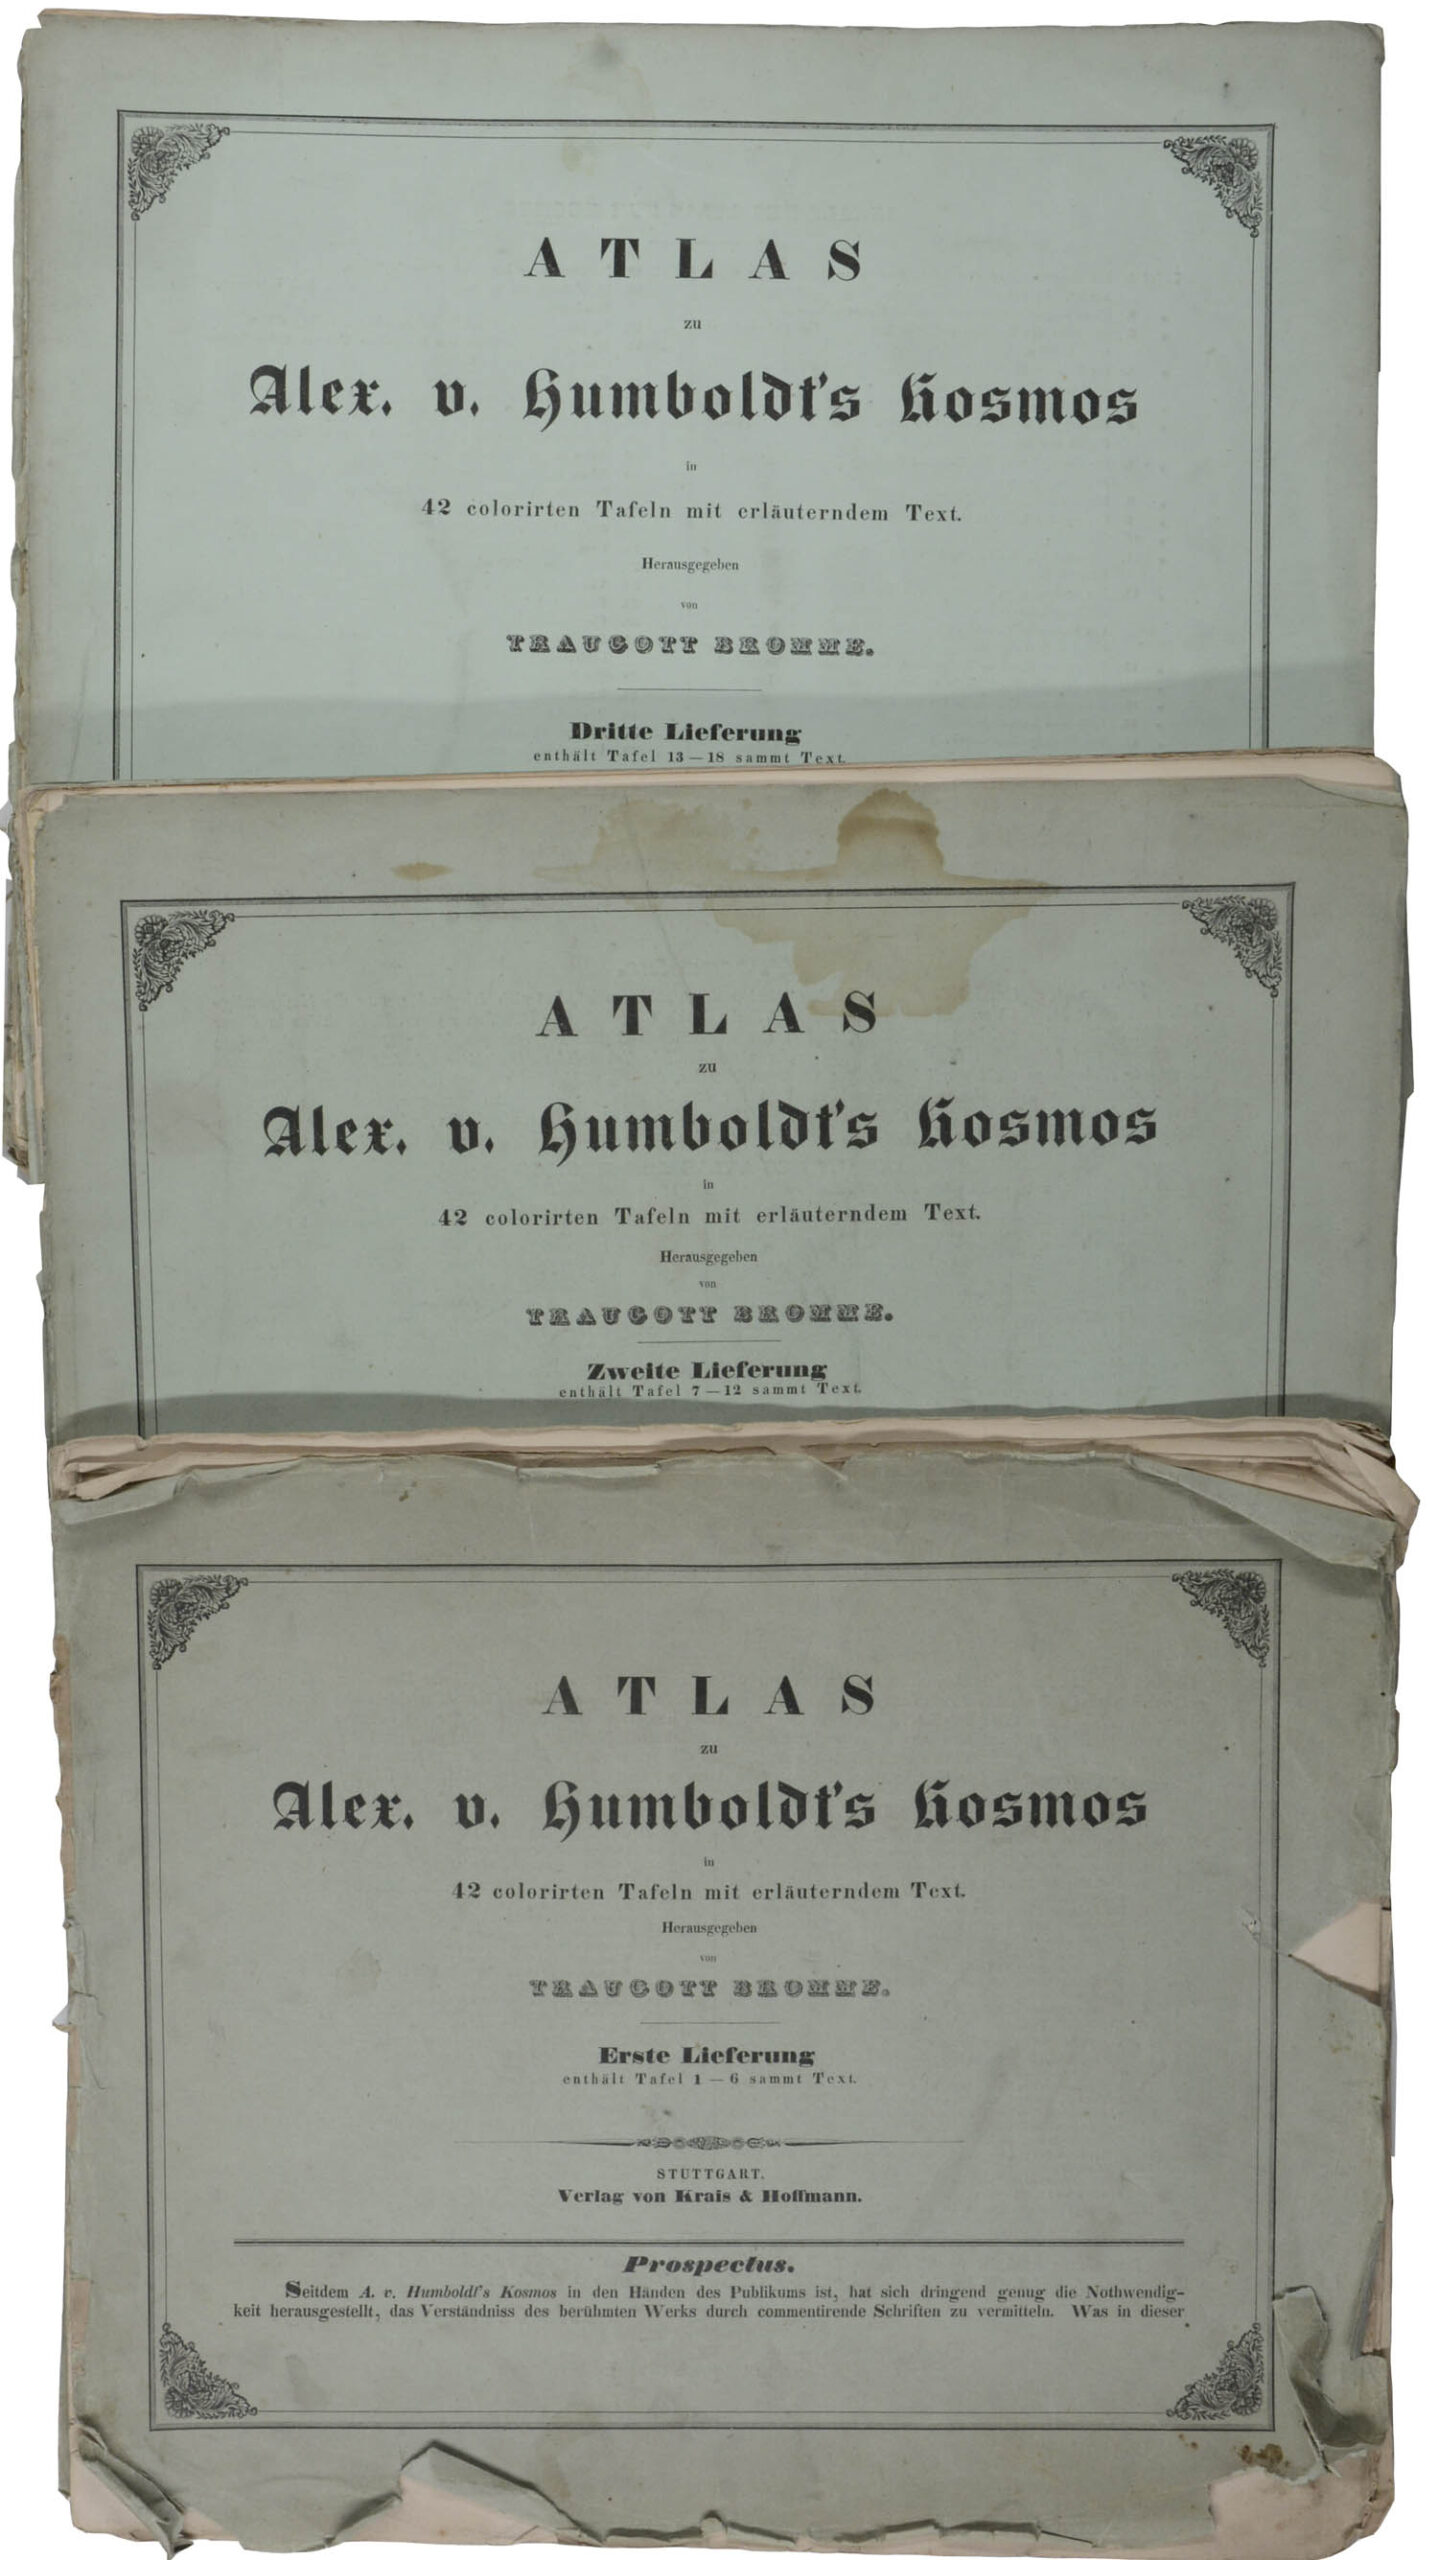 ATLAS
zu
Alex. v. Humboldt's Kosmos
in
42 colorirten Tafeln mit erläuterndem Text.
Herausgegeben
von
TRAUGOTT BROMME.
Dritte Lieferung
enthält Tafel 13 — 18 sammt Text.
ATLAS
zu
Alex. v. Humboldt's Kosmos
in
42 colorirten Tafeln mit erläuterndem Text.
Herausgegeben
von
TRAUGOTT BROMME.
Zweite Lieferung
enthält Tafel 7 — 12 sammt Text.
ATLAS
zu
Alex. v. Humboldt's Kosmos
in
42 colorirten Tafeln mit erläuterndem Text.
Herausgegeben
von
TRAUGOTT BROMME.
Erste Lieferung
enthält Tafel 1 — 6 sammt Text.
STUTTGART.
Verlag von Krais & Hoffmann.
Prospectus.
Seitdem A. v. Humboldt's Kosmos in den Händen des Publikums ist, hat sich dringend genug die Nothwendig-
keit herausgestellt, das Verständniss des berühmten Werks durch commentirende Schriften zu vermitteln. Was in dieser